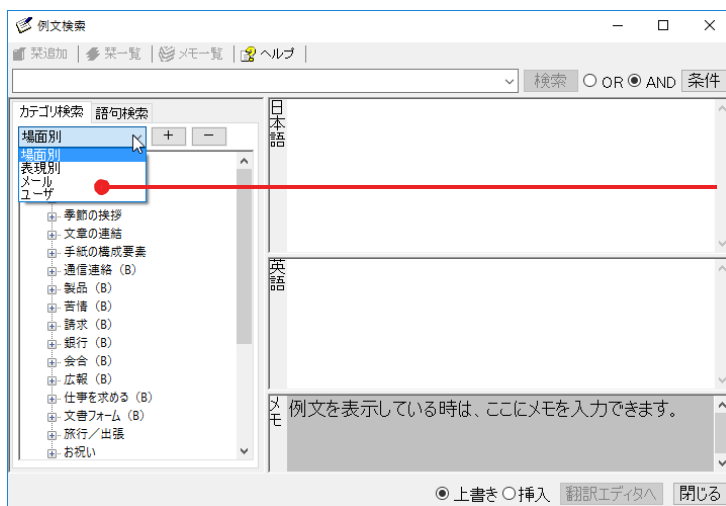 例文検索
栞追加 栞一覧 メモ一覧 ヘルプ
検索 OR AND 条件
カテゴリ検索 語句検索
場面別 + -
場面別
表現別
メール
ユーザ
季節の挨拶
文章の連結
手紙の構成要素
通信連絡 (B)
製品 (B)
苦情 (B)
請求 (B)
銀行 (B)
会合 (B)
広報 (B)
仕事を求める (B)
文書フォーム (B)
旅行/出張
お祝い
日本語
英語
メモ
例文を表示している時は、ここにメモを入力できます。
上書き 挿入 翻訳エディタへ 閉じる